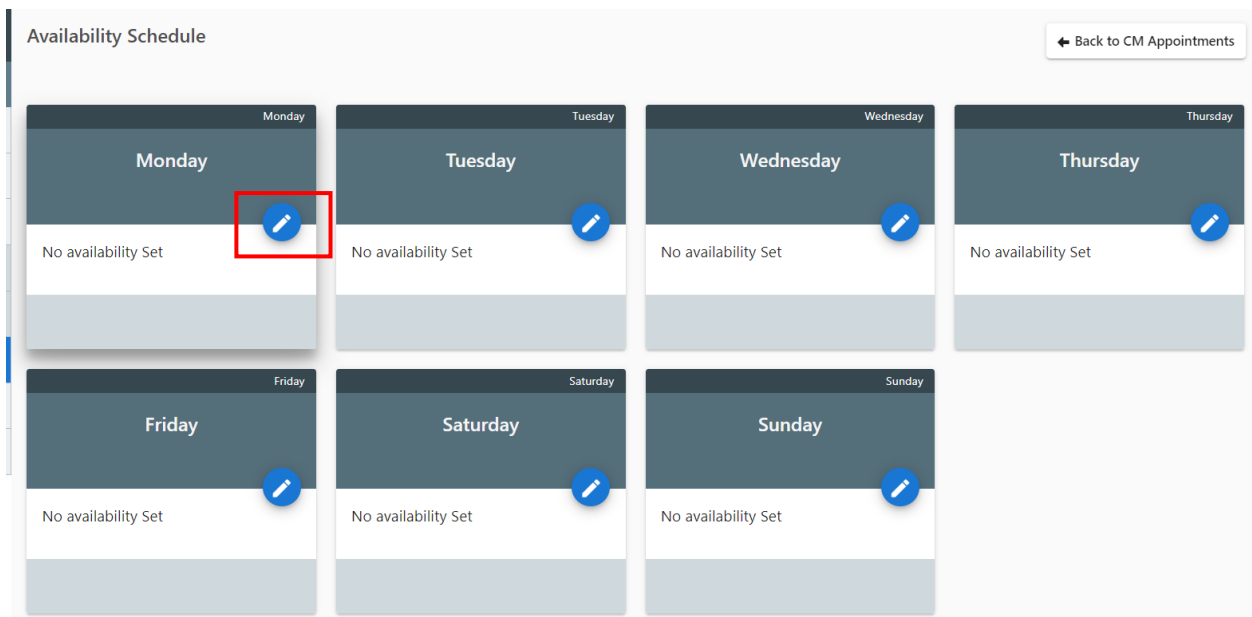 Availability Schedule
Back to CM Appointments
Monday
Monday
No availability Set
Tuesday
Tuesday
No availability Set
Wednesday
Wednesday
No availability Set
Thursday
Thursday
No availability Set
Friday
Friday
No availability Set
Saturday
Saturday
No availability Set
Sunday
Sunday
No availability Set